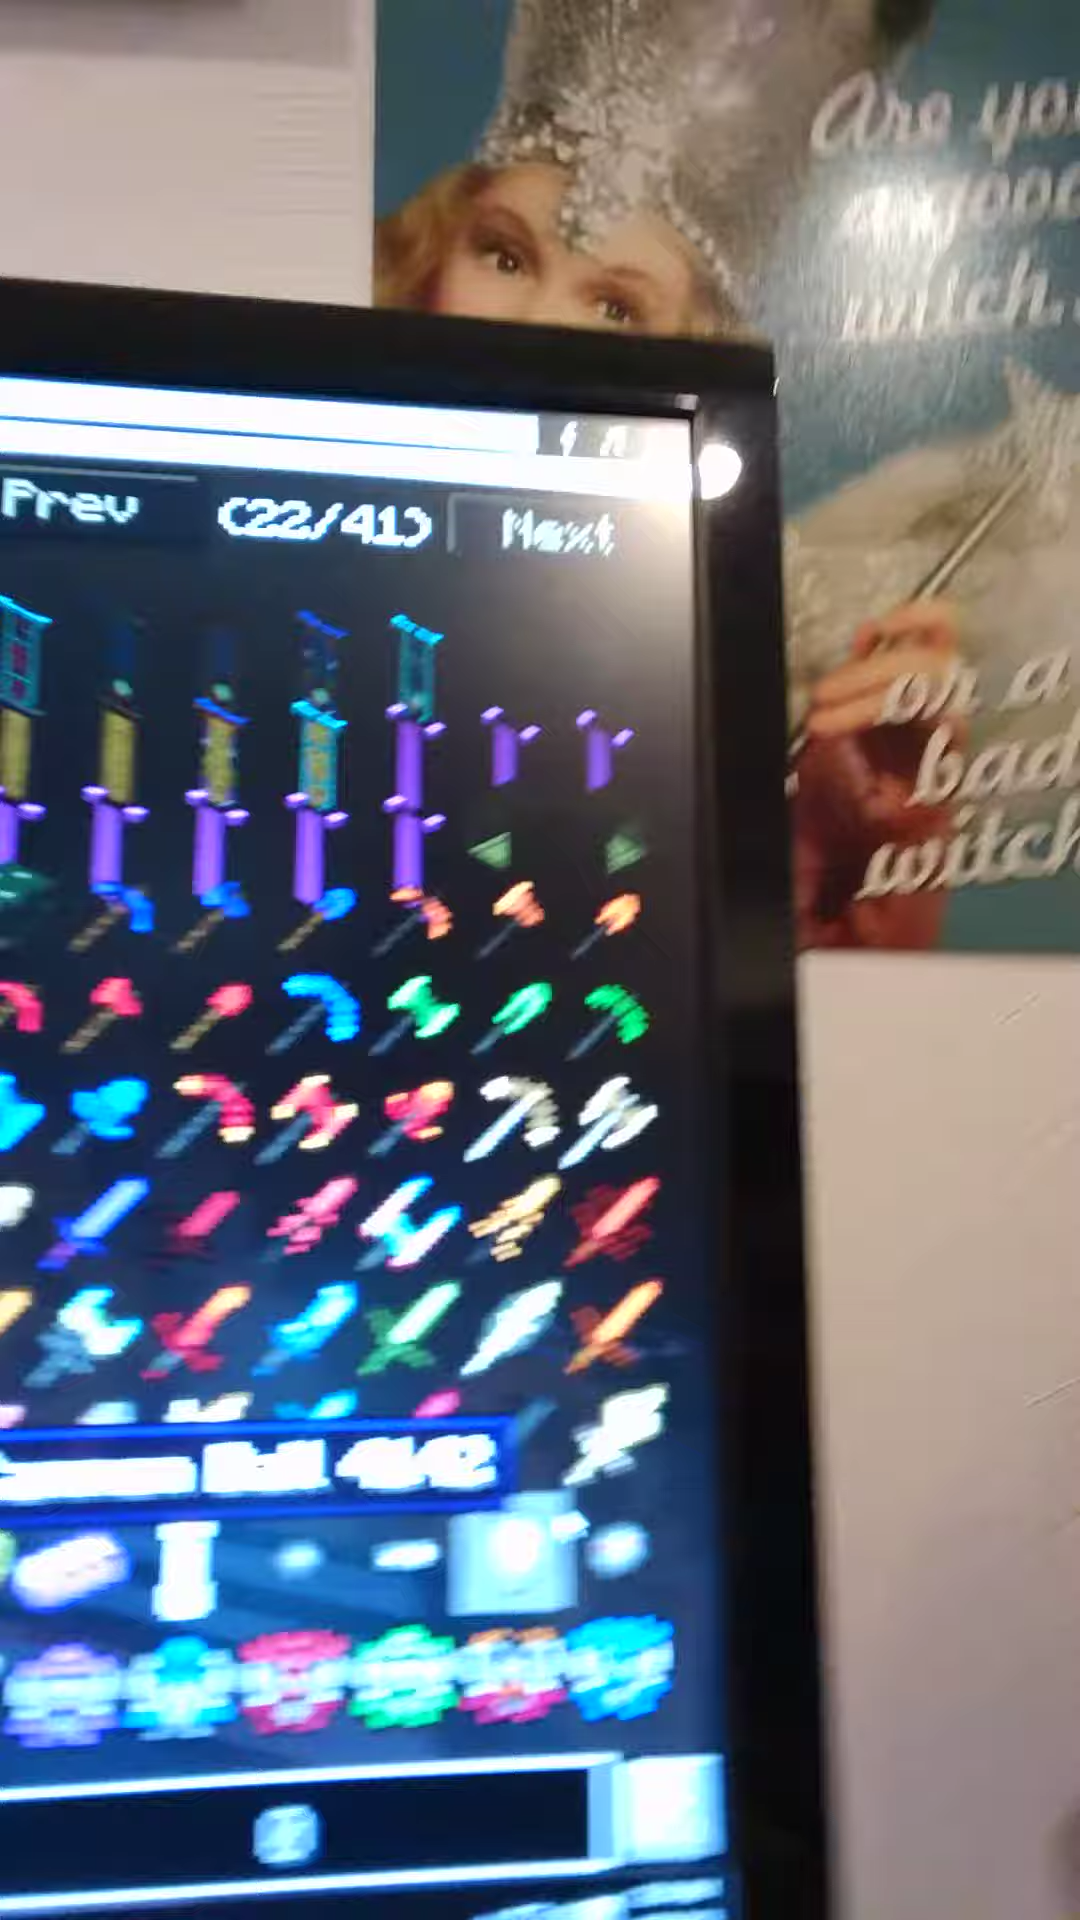 Are you
a good
witch.
Prev (22/41) Next
or a
bad
witch